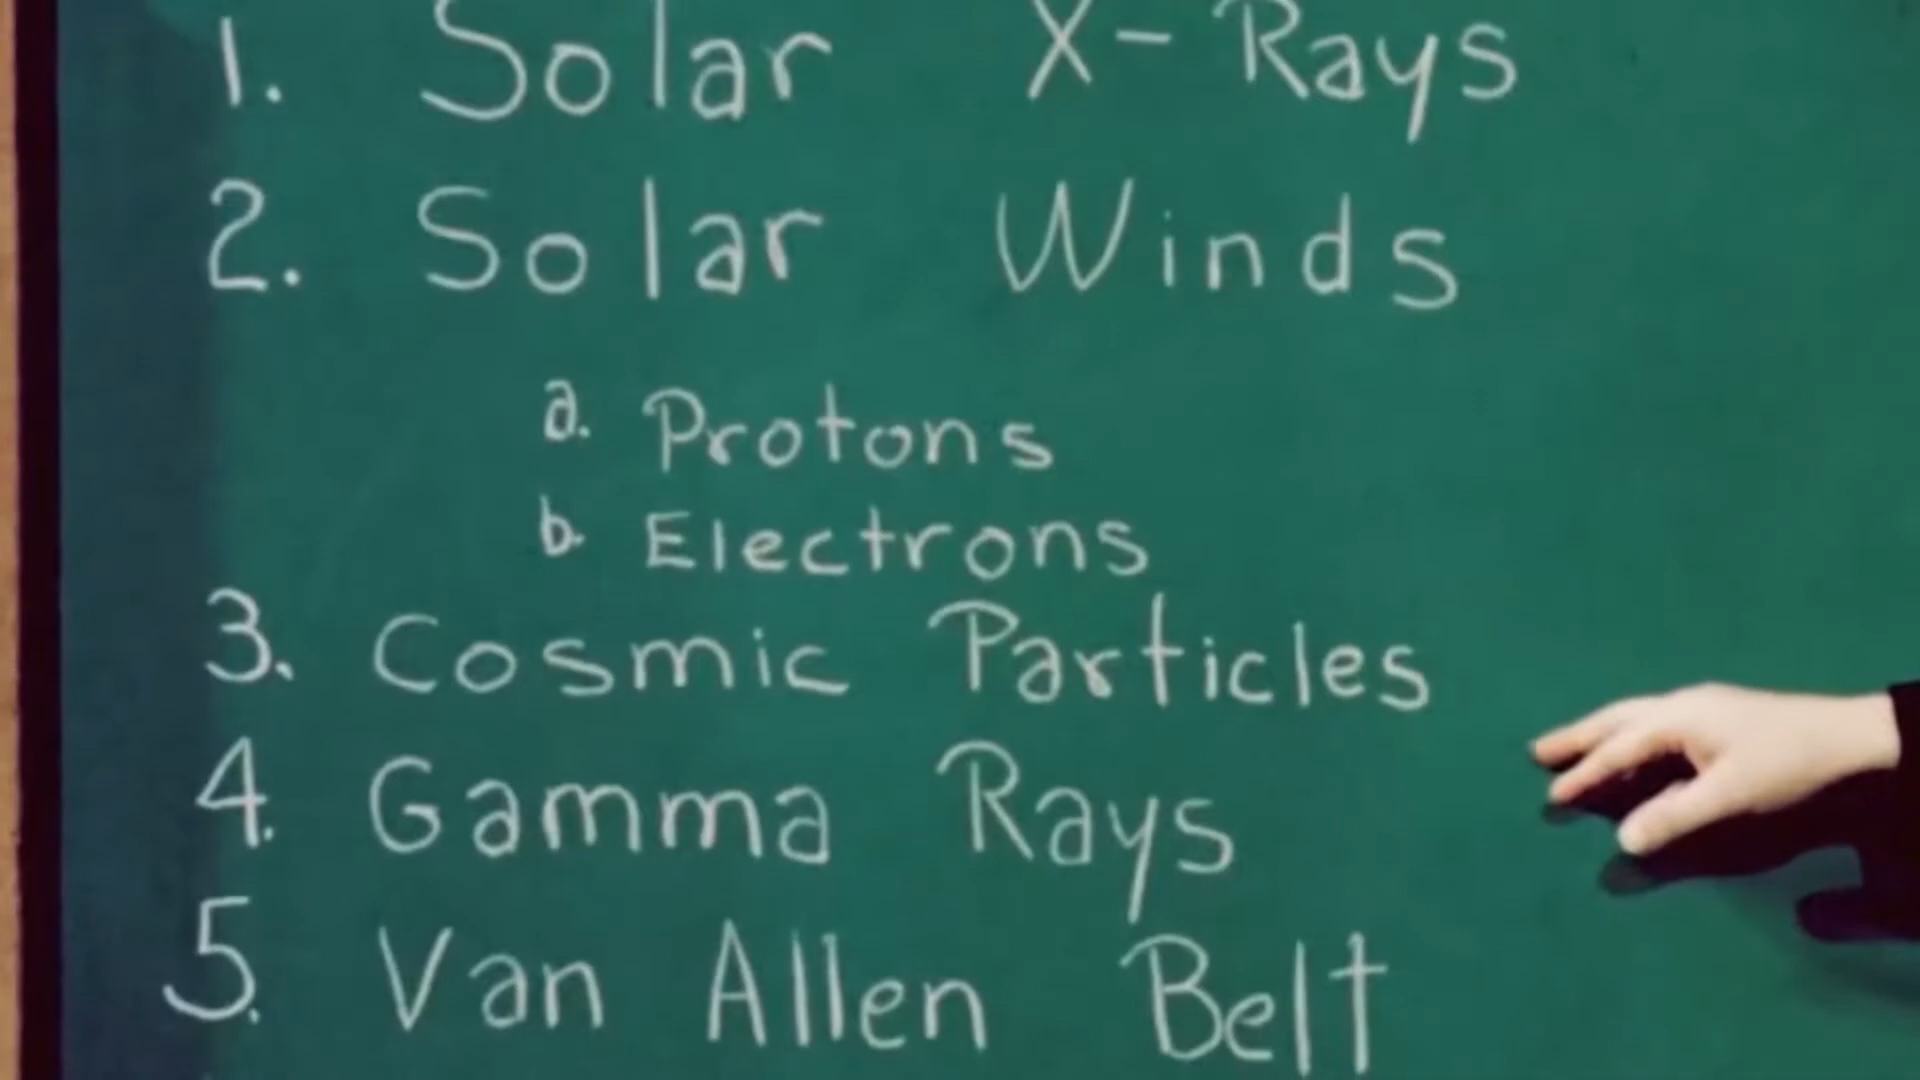 1. Solar X-Rays
2. Solar Winds
a. Protons
b. Electrons
3. Cosmic Particles
4. Gamma Rays
5. Van Allen Belt